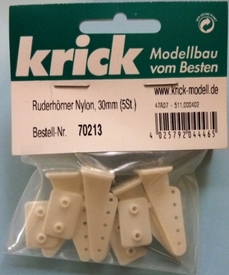 krick
Modellbau
vom Besten
www.krick-modell.de
Ruderhörner Nylon, 30mm (5St.)
Bestell-Nr. 70213
4 025792 044465